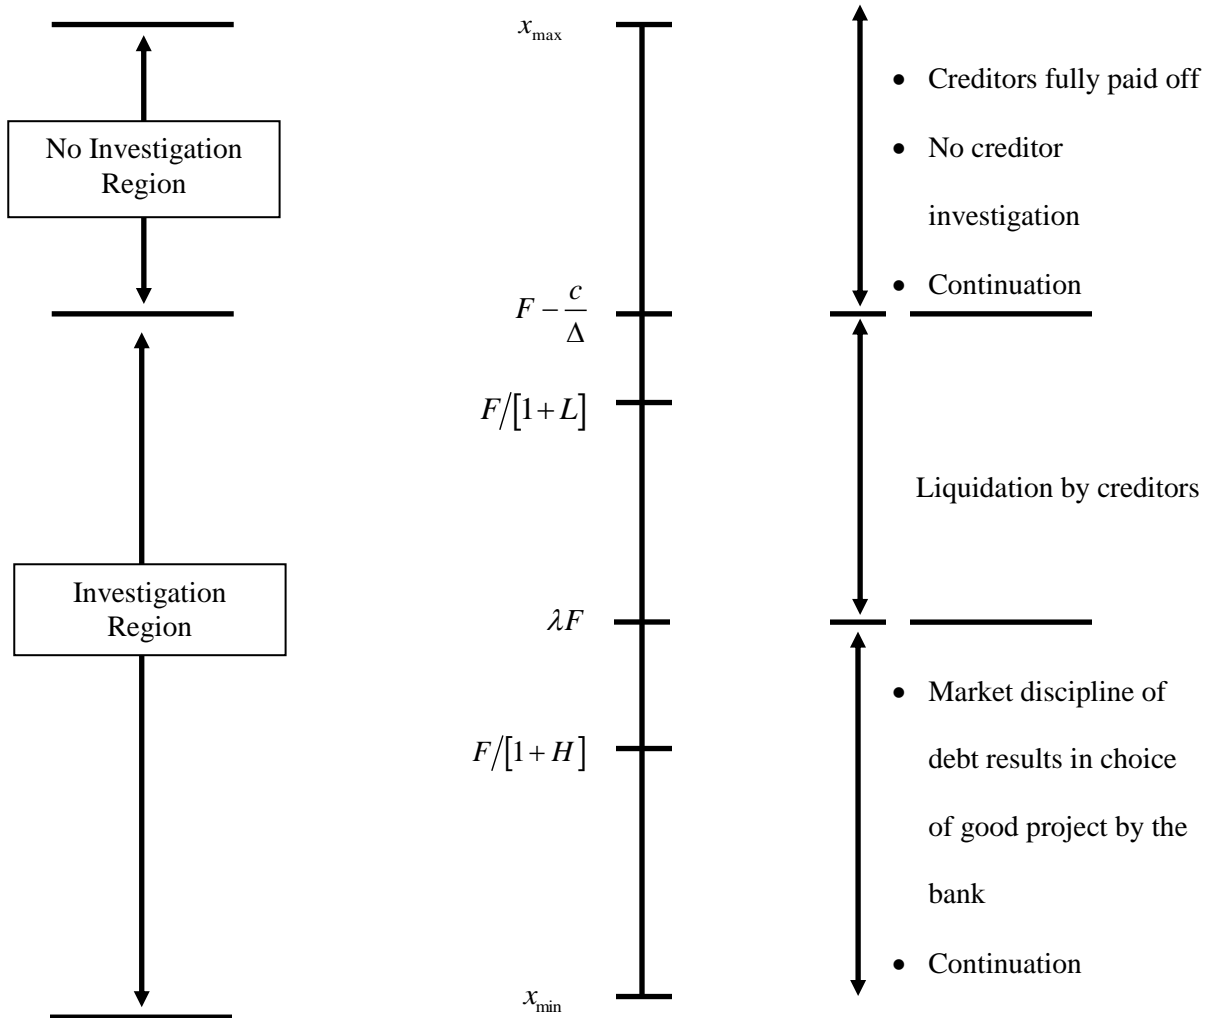 No Investigation
Region
Investigation
Region
x_max
F − c/Δ
F/[1+L]
λF
F/[1+H]
x_min
• Creditors fully paid off
• No creditor
investigation
• Continuation
Liquidation by creditors
• Market discipline of
debt results in choice
of good project by the
bank
• Continuation